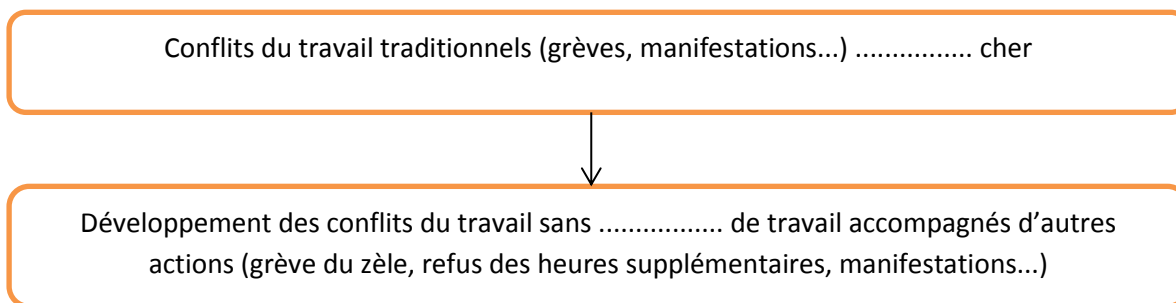 Conflits du travail traditionnels (grèves, manifestations...) ................ cher
Développement des conflits du travail sans ................. de travail accompagnés d’autres
actions (grève du zèle, refus des heures supplémentaires, manifestations...)